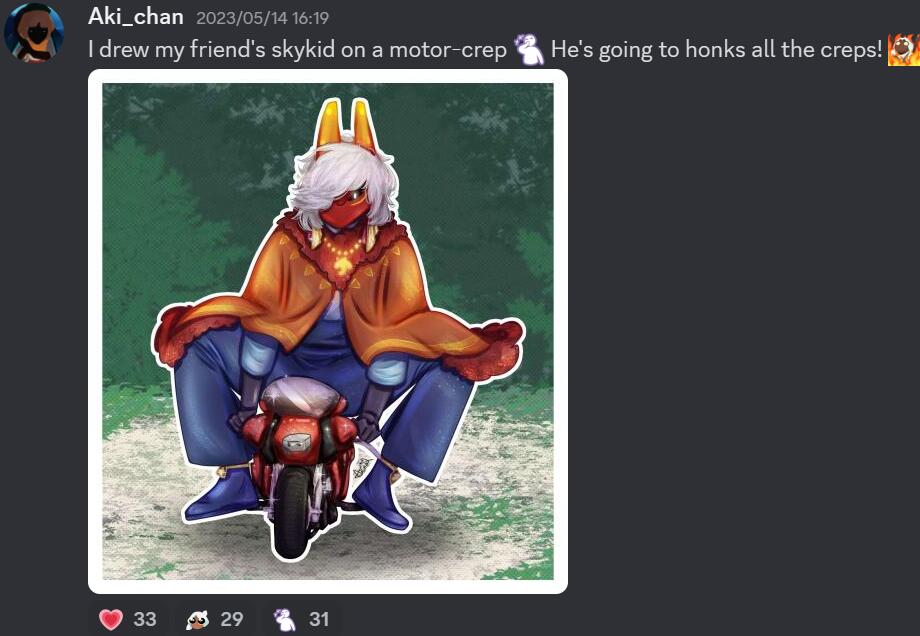 Aki_chan 2023/05/14 16:19
I drew my friend's skykid on a motor-crep He's going to honks all the creps!
33 29 31